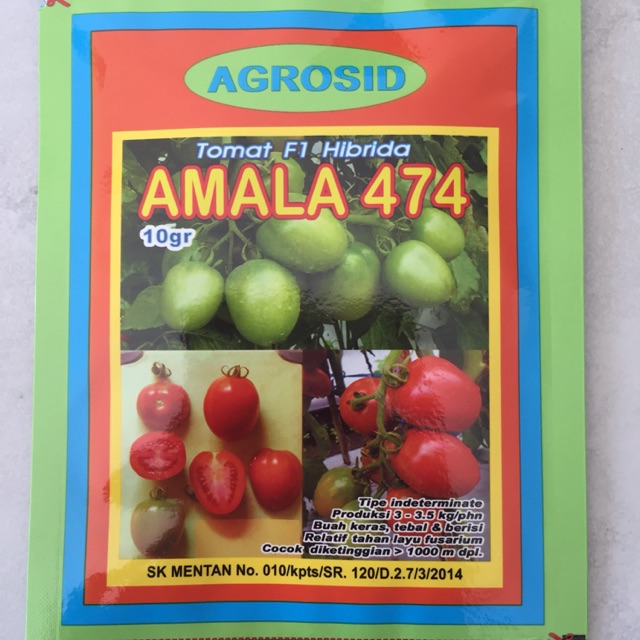 AGROSID
Tomat F1 Hibrida
AMALA 474
10gr
Tipe indeterminate
Produksi 3 - 3.5 kg/phn
Buah keras, tebal & berisi
Relatif tahan layu fusarium
Cocok diketinggian > 1000 m dpl.
SK MENTAN No. 010/kpts/SR. 120/D.2.7/3/2014